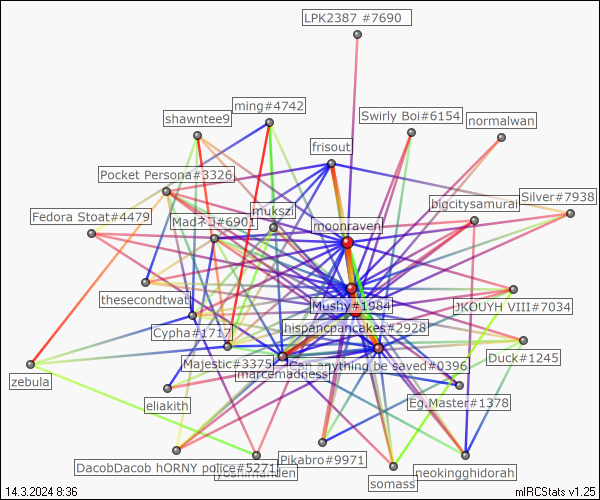 LPK2387 #7690
ming#4742
shawntee9
Swirly Boi#6154
normalwan
frisout
Pocket Persona#3326
Silver#7938
mukszi
bigcitysamurai
Fedora Stoat#4479
Madネコ#6901
moonraven
thesecondtwat
Mushy#1984
JKOUYH VIII#7034
Cypha#1717
hispancpancakes#2928
Duck#1245
Majestic#3375
Can anything be saved#0396
marcemadness
zebula
eliakith
Eg.Master#1378
Pikabro#9971
DacobDacob hORNY police#5271
neokingghidorah
somass
14.3.2024 8:36
mIRCStats v1.25